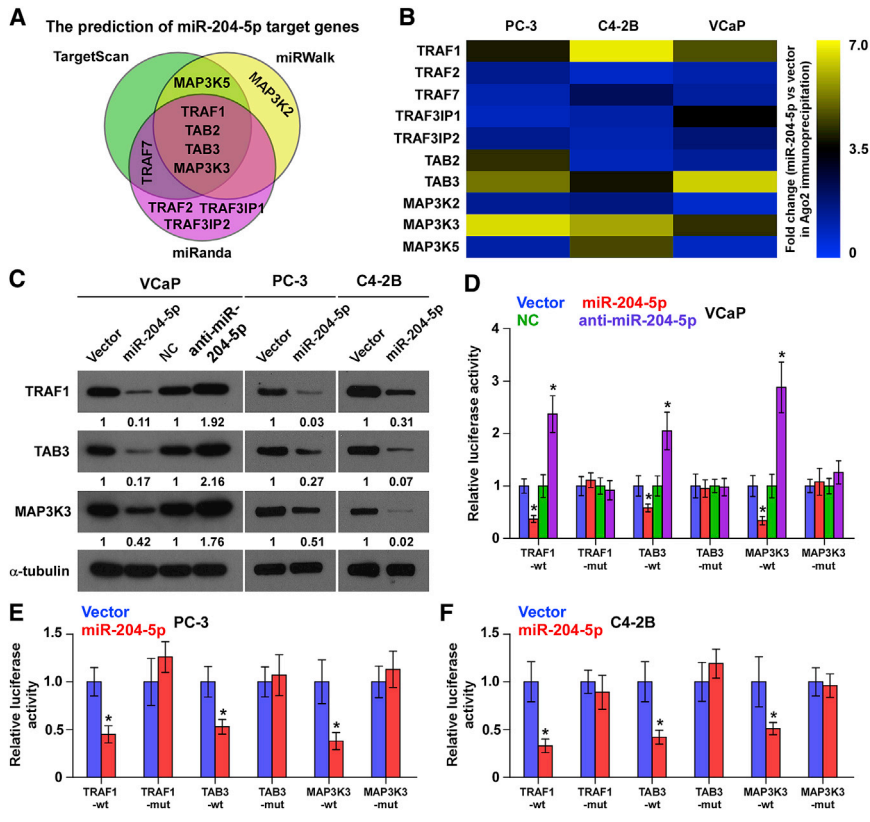 A
The prediction of miR-204-5p target genes
TargetScan
miRWalk
MAP3K5
MAP3K2
TRAF1
TAB2
TAB3
MAP3K3
TRAF7
TRAF2 TRAF3IP1
TRAF3IP2
miRanda
B
PC-3 C4-2B VCaP
TRAF1
TRAF2
TRAF7
TRAF3IP1
TRAF3IP2
TAB2
TAB3
MAP3K2
MAP3K3
MAP3K5
Fold change (miR-204-5p vs vector
in Ago2 immunoprecipitation)
7.0
3.5
0
C
VCaP PC-3 C4-2B
Vector
miR-204-5p
NC
anti-miR-
204-5p
Vector
miR-204-5p
Vector
miR-204-5p
TRAF1
1 0.11 1 1.92 1 0.03 1 0.31
TAB3
1 0.17 1 2.16 1 0.27 1 0.07
MAP3K3
1 0.42 1 1.76 1 0.51 1 0.02
α-tubulin
D
Vector miR-204-5p VCaP
NC anti-miR-204-5p
Relative luciferase activity
4
3
2
1
0
* * * * * *
TRAF1 TRAF1 TAB3 TAB3 MAP3K3 MAP3K3
-wt -mut -wt -mut -wt -mut
E
Vector PC-3
miR-204-5p
Relative luciferase
activity
1.5
1.0
0.5
0
* * *
TRAF1 TRAF1 TAB3 TAB3 MAP3K3 MAP3K3
-wt -mut -wt -mut -wt -mut
F
Vector C4-2B
miR-204-5p
Relative luciferase
activity
1.5
1.0
0.5
0
* * *
TRAF1 TRAF1 TAB3 TAB3 MAP3K3 MAP3K3
-wt -mut -wt -mut -wt -mut